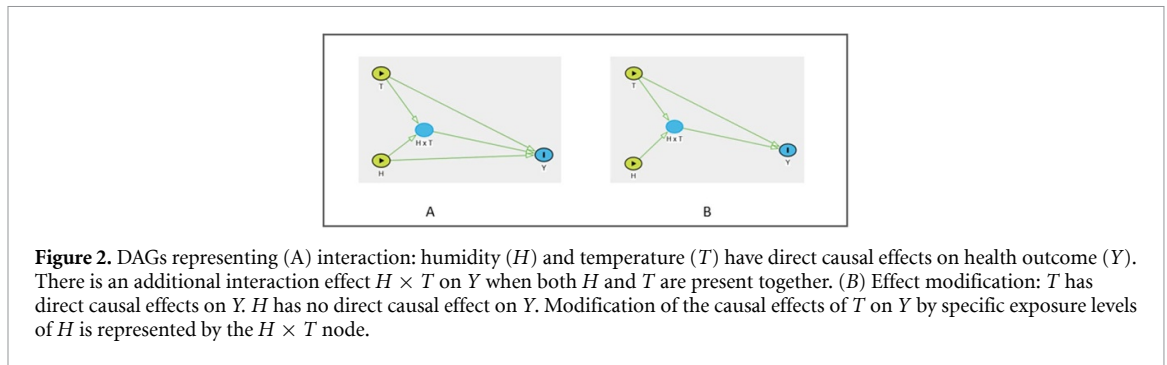 T
H x T
H
Y
A
T
H x T
H
Y
B
Figure 2. DAGs representing (A) interaction: humidity (H) and temperature (T) have direct causal effects on health outcome (Y).
There is an additional interaction effect H × T on Y when both H and T are present together. (B) Effect modification: T has
direct causal effects on Y. H has no direct causal effect on Y. Modification of the causal effects of T on Y by specific exposure levels
of H is represented by the H × T node.